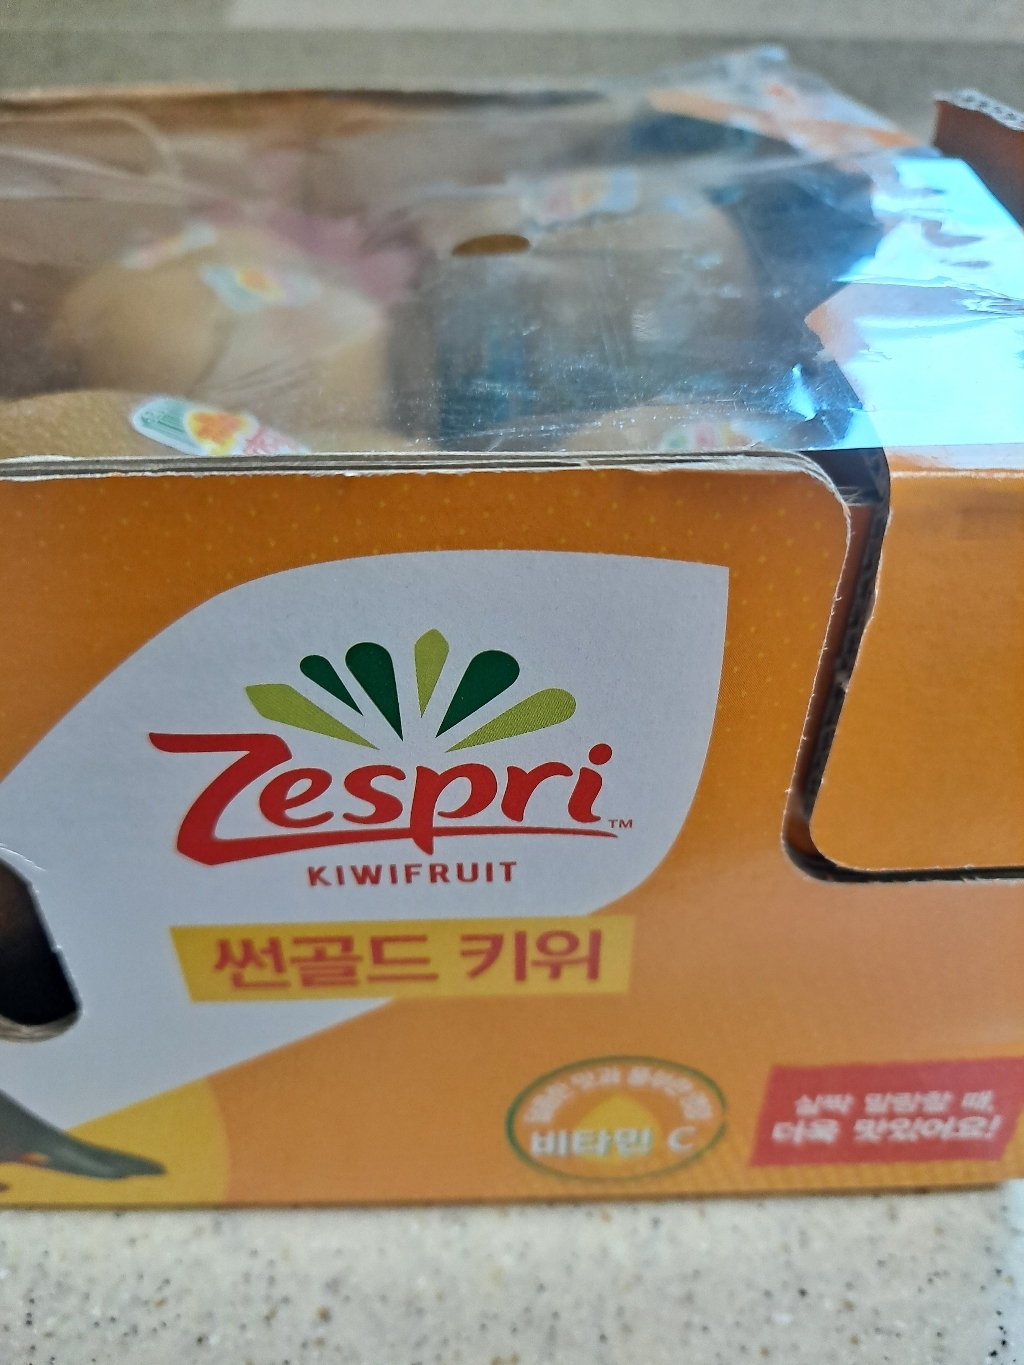 Zespri™
KIWIFRUIT
썬골드 키위
비타민 C
살짝 말랑할 때,
더욱 맛있어요!